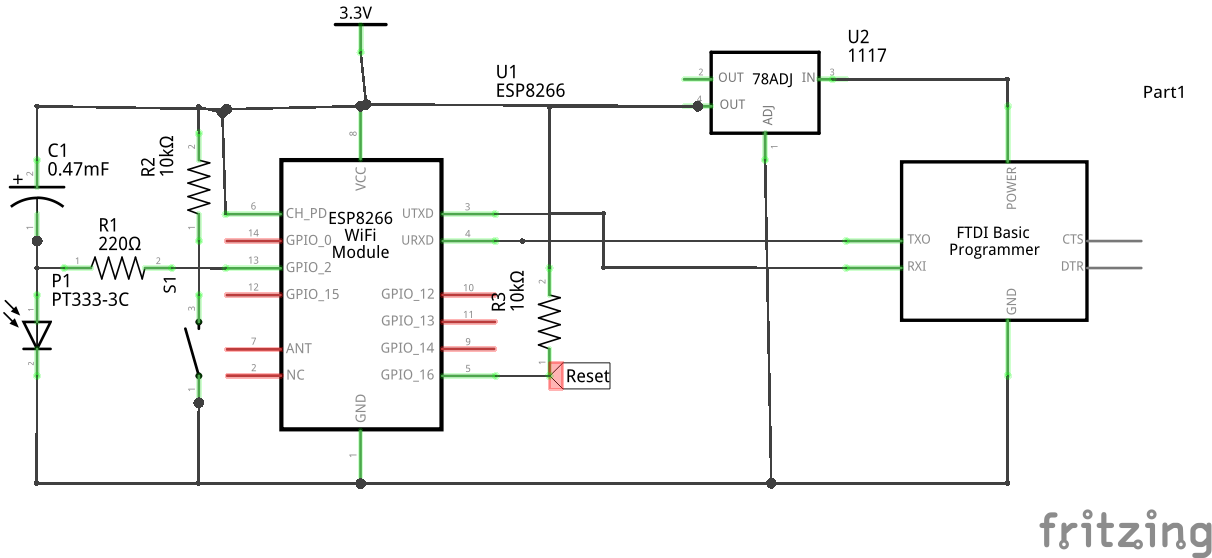 3.3V
U2
1117
2
OUT
78ADJ
IN
3
4
OUT
ADJ
1
U1
ESP8266
Part1
C1
0.47mF
+
2
1
R2
10kΩ
2
1
8
VCC
POWER
6
CH_PD
ESP8266
WiFi
Module
UTXD
3
14
GPIO_0
URXD
4
TXO
FTDI Basic
Programmer
CTS
R1
220Ω
1
2
13
GPIO_2
RXI
DTR
P1
PT333-3C
S1
12
GPIO_15
GPIO_12
10
R3
10kΩ
2
1
3
GPIO_13
11
GND
7
ANT
GPIO_14
9
1
2
2
NC
GPIO_16
5
Reset
1
GND
1
fritzing